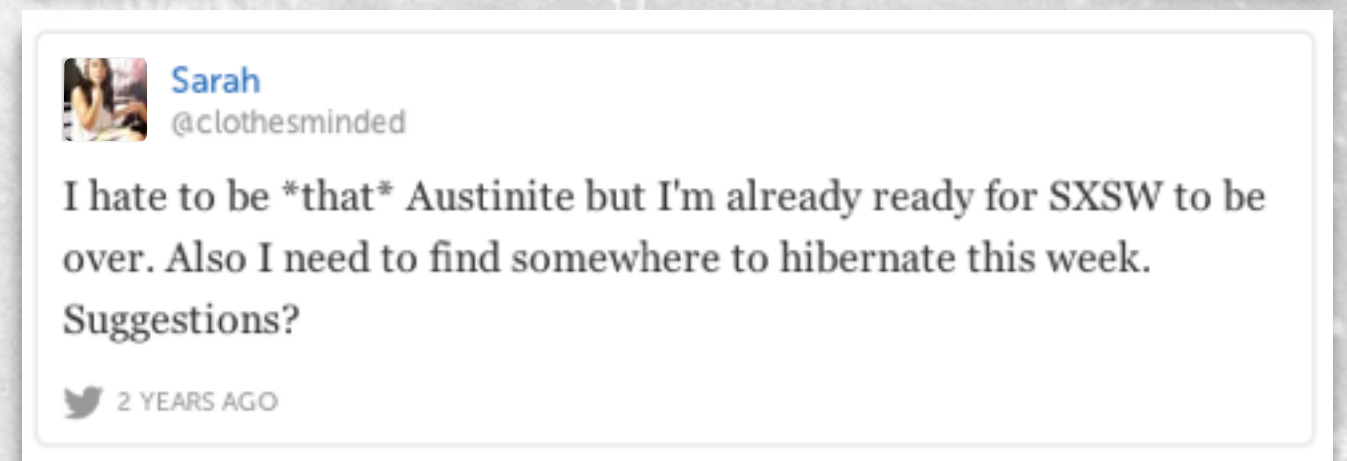 Sarah
@clothesminded
I hate to be *that* Austinite but I'm already ready for SXSW to be
over. Also I need to find somewhere to hibernate this week.
Suggestions?
2 YEARS AGO